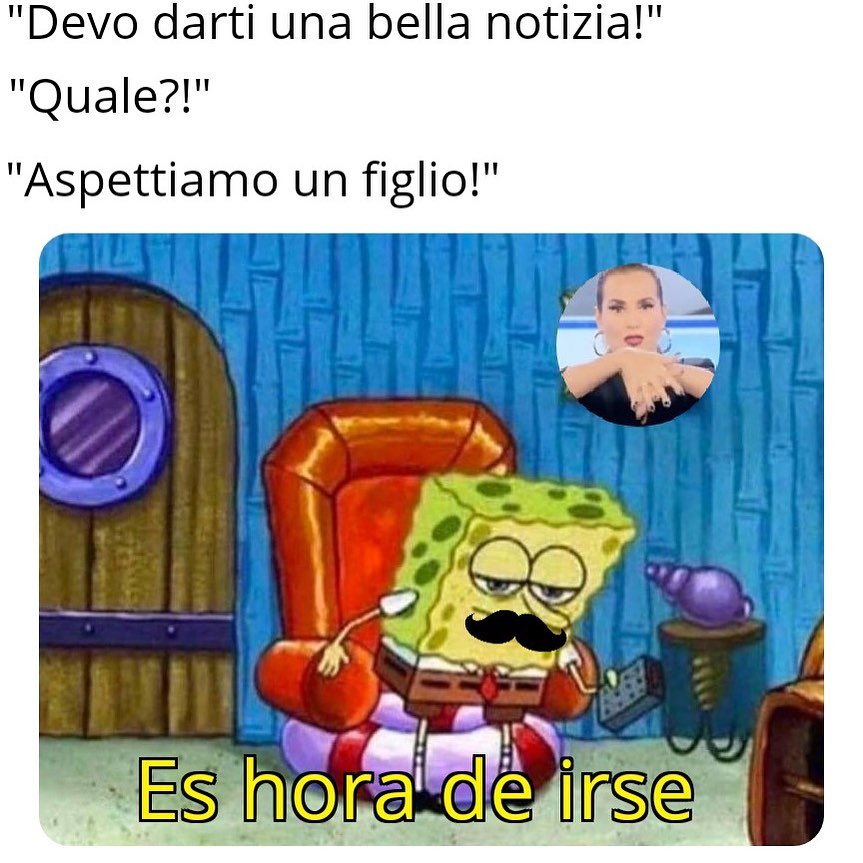 "Devo darti una bella notizia!"
"Quale?!"
"Aspettiamo un figlio!"
Es hora de irse